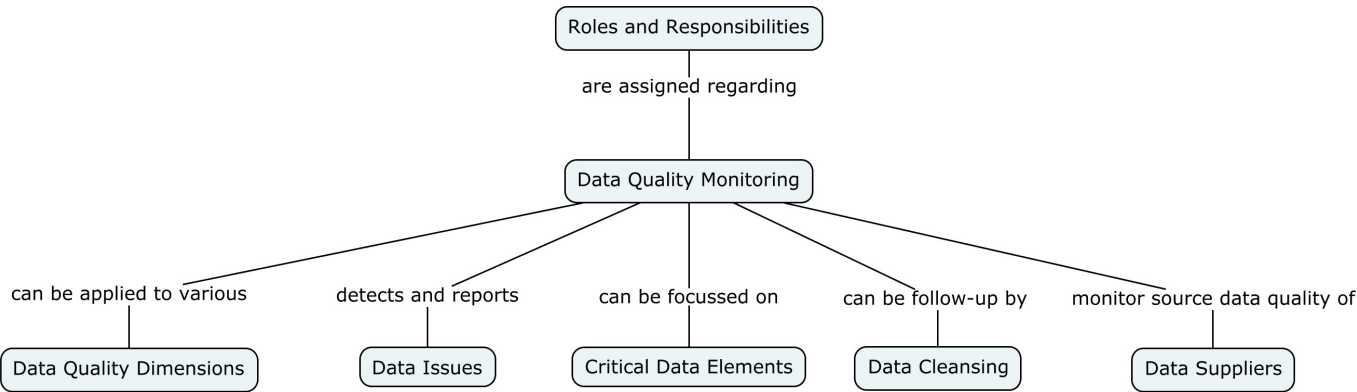 Roles and Responsibilities
are assigned regarding
Data Quality Monitoring
can be applied to various
detects and reports
can be focussed on
can be follow-up by
monitor source data quality of
Data Quality Dimensions
Data Issues
Critical Data Elements
Data Cleansing
Data Suppliers